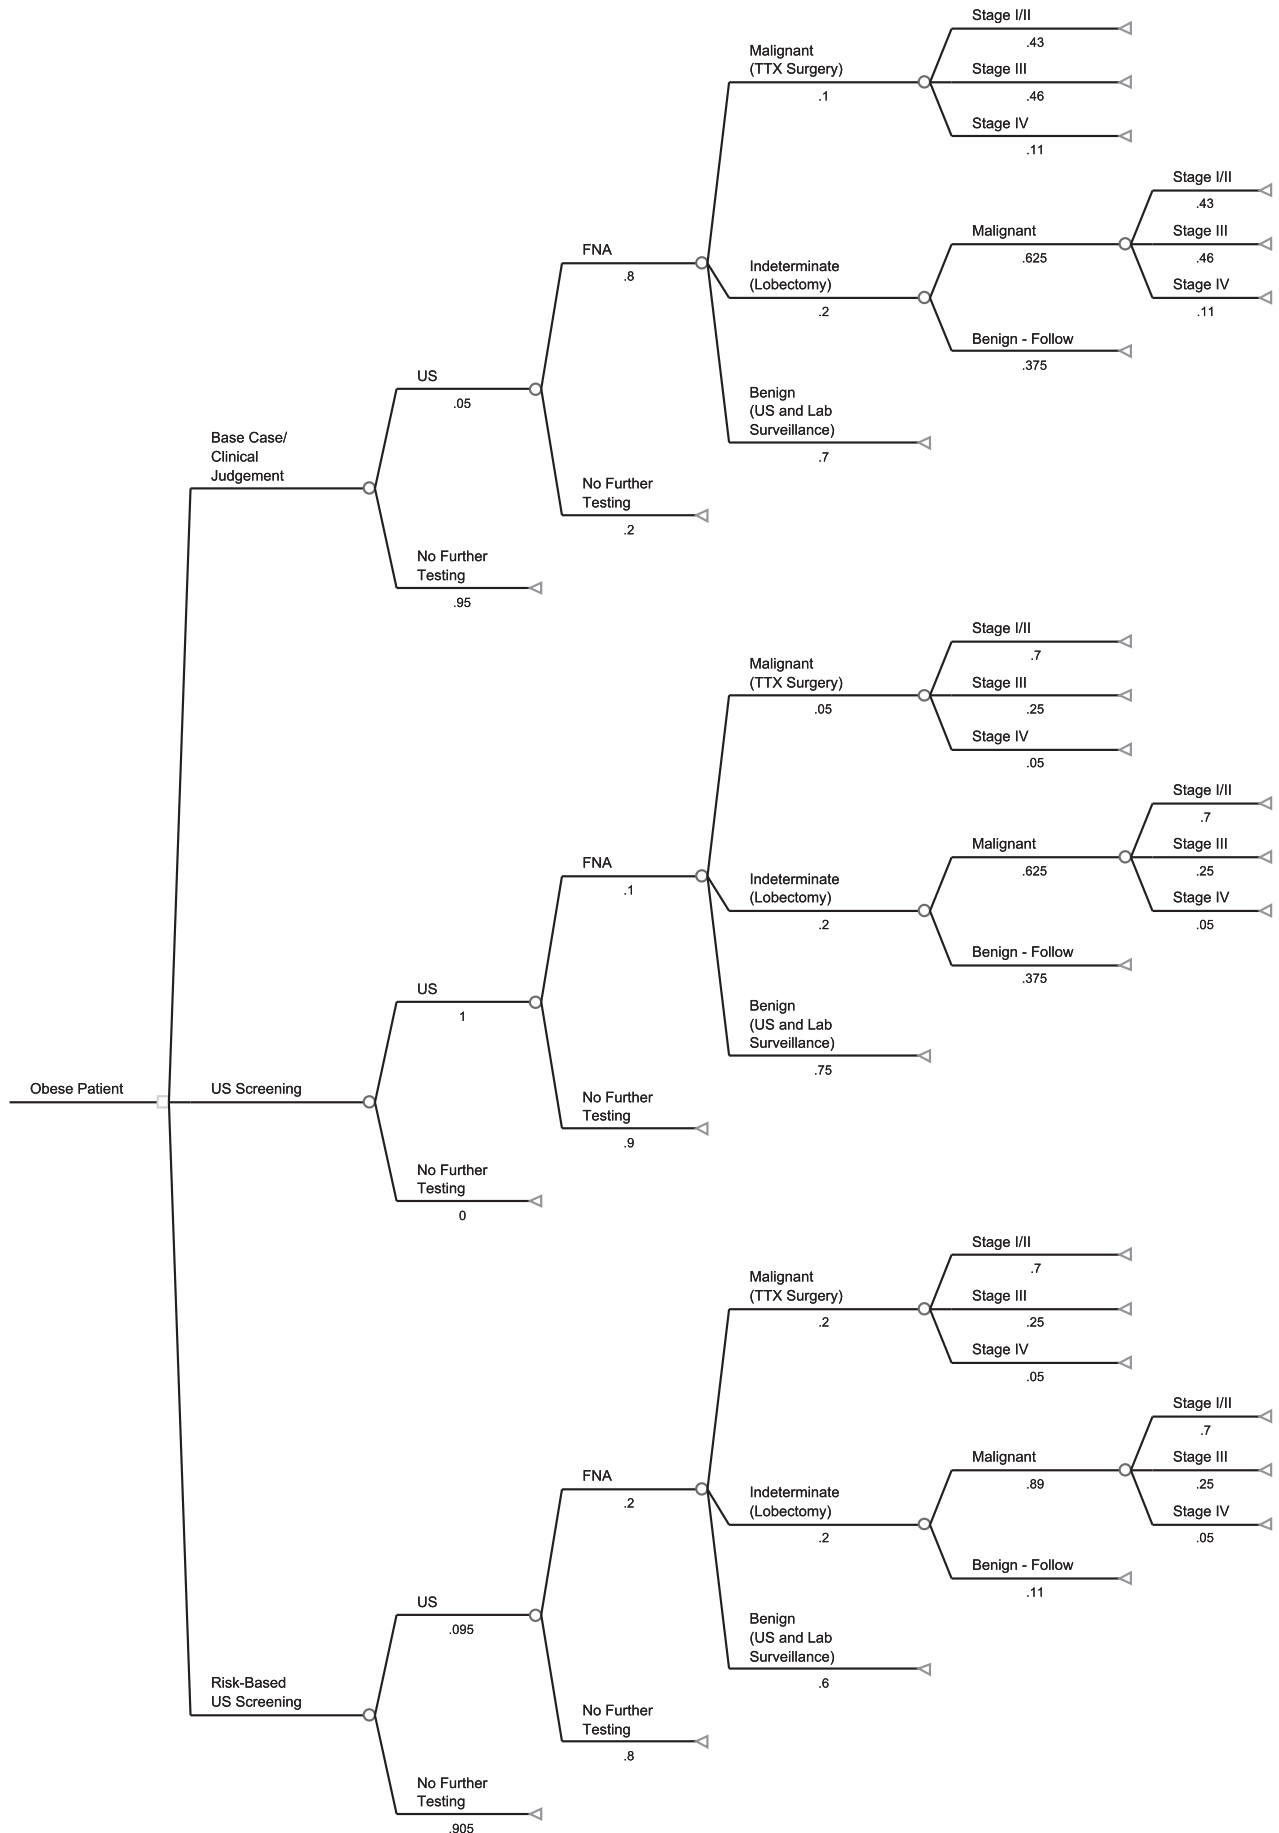 Stage I/II
.43
Malignant
(TTX Surgery)
.1
Stage III
.46
Stage IV
.11
Stage I/II
.43
Malignant
.625
Stage III
.46
Stage IV
.11
FNA
.8
Indeterminate
(Lobectomy)
.2
Benign - Follow
.375
US
.05
Benign
(US and Lab
Surveillance)
.7
Base Case/
Clinical
Judgement
No Further
Testing
.2
No Further
Testing
.95
Stage I/II
.7
Malignant
(TTX Surgery)
.05
Stage III
.25
Stage IV
.05
Stage I/II
.7
Malignant
.625
Stage III
.25
Stage IV
.05
FNA
.1
Indeterminate
(Lobectomy)
.2
Benign - Follow
.375
US
1
Benign
(US and Lab
Surveillance)
.75
Obese Patient
US Screening
No Further
Testing
.9
No Further
Testing
0
Stage I/II
.7
Malignant
(TTX Surgery)
.2
Stage III
.25
Stage IV
.05
Stage I/II
.7
Malignant
.89
Stage III
.25
Stage IV
.05
FNA
.2
Indeterminate
(Lobectomy)
.2
Benign - Follow
.11
US
.095
Benign
(US and Lab
Surveillance)
.6
Risk-Based
US Screening
No Further
Testing
.8
No Further
Testing
.905